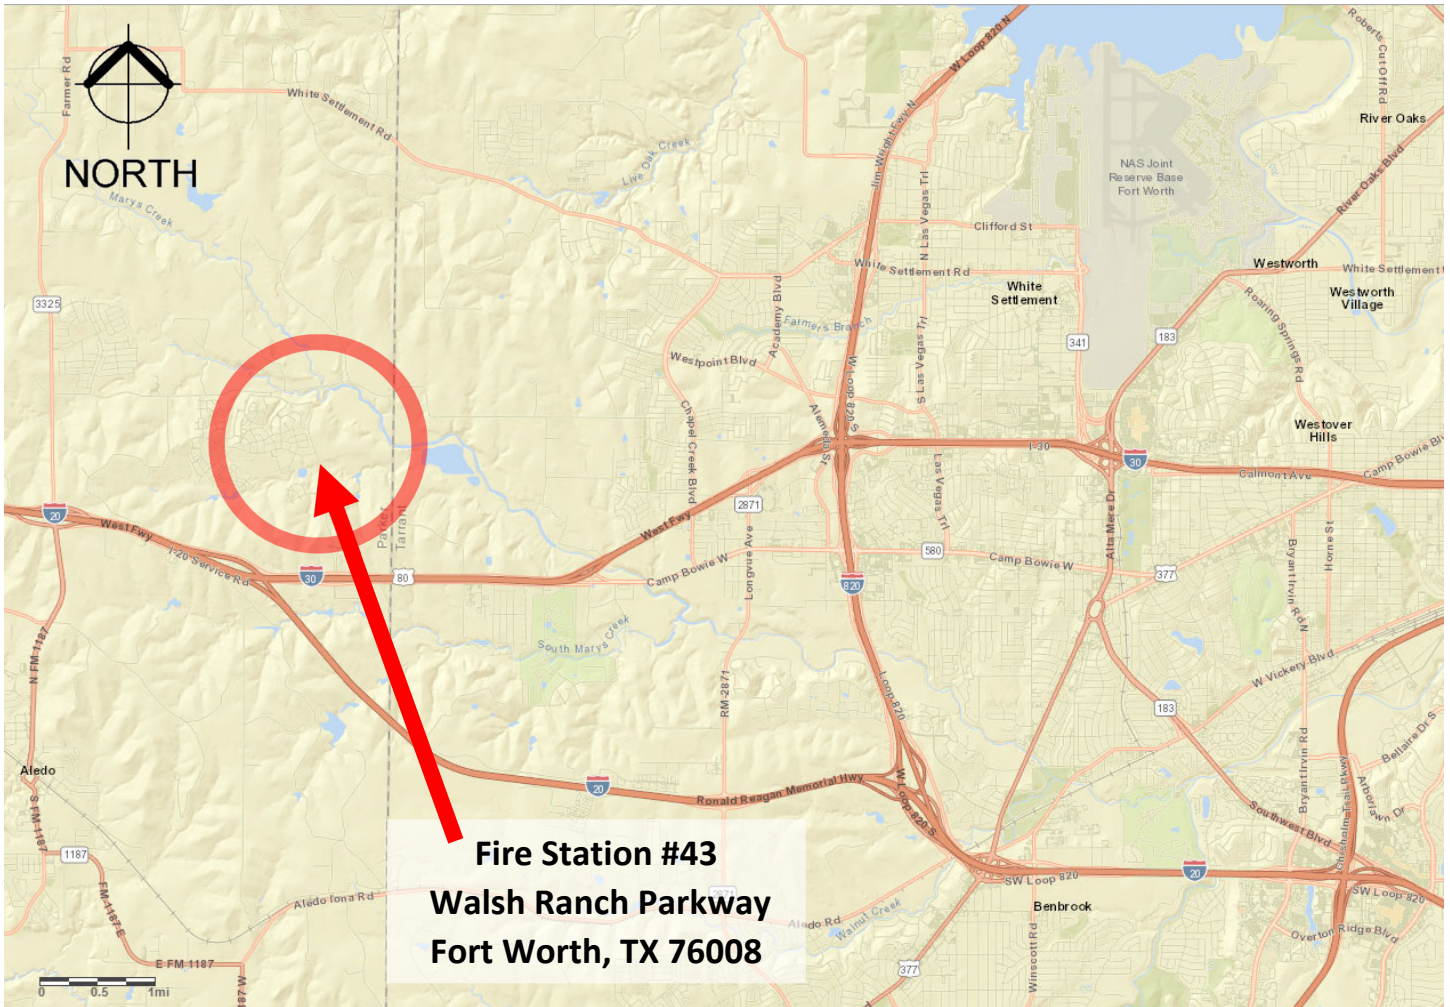 NORTH
Farmer Rd
White Settlement Rd
Live Oak Creek
Marys Creek
W Loop 820 N
Jim Wright Fwy N
N Las Vegas Trl
Roberts Cut Off Rd
River Oaks
NAS Joint
Reserve Base
Fort Worth
River Oaks Blvd
Clifford St
White Settlement Rd
White
Settlement
Westworth
White Settlement
Westworth
Village
Roaring Springs Rd
3325
Academy Blvd
Farmers Branch
341
183
Westpoint Blvd
W Loop 820 S
S Las Vegas Trl
Chapel Creek Blvd
Alemeda St
Westover
Hills
I-30
30
Calmont Ave
Camp Bowie Blv
Las Vegas Trl
2871
West Fwy
20
West Fwy
I-20 Service Rd
Parker
Tarrant
30
80
Camp Bowie W
Longvue Ave
580
Camp Bowie W
Alta Mere Dr
377
820
Bryant Irvin Rd N
Horne St
South Marys Creek
N FM 1187
RM-2871
Loop 820
W Vickery Blvd
183
Aledo
S FM 1187
20
Ronald Reagan Memorial Hwy
W Loop 820 S
Bryant Irvin Rd
Southwest Blvd
Chisholm Trail Pkwy
Arborlawn Dr
Bellaire Dr S
1187
FM 1187 E
Aledo Iona Rd
2871
Aledo Rd
Walnut Creek
SW Loop 820
20
SW Loop 820
Benbrook
Winscott Rd
Overton Ridge Blvd
377
E FM 1187
187 W
Fire Station #43
Walsh Ranch Parkway
Fort Worth, TX 76008
0 0.5 1mi